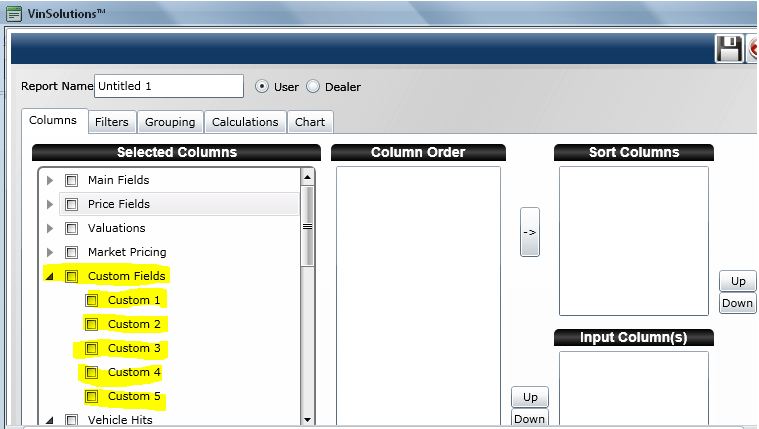 VinSolutions™
Report Name Untitled 1 User Dealer
Columns Filters Grouping Calculations Chart
Selected Columns Column Order Sort Columns
Main Fields
Price Fields
Valuations
->
Market Pricing
Custom Fields
Up
Custom 1
Down
Custom 2
Input Column(s)
Custom 3
Custom 4
Custom 5
Up
Vehicle Hits
Down